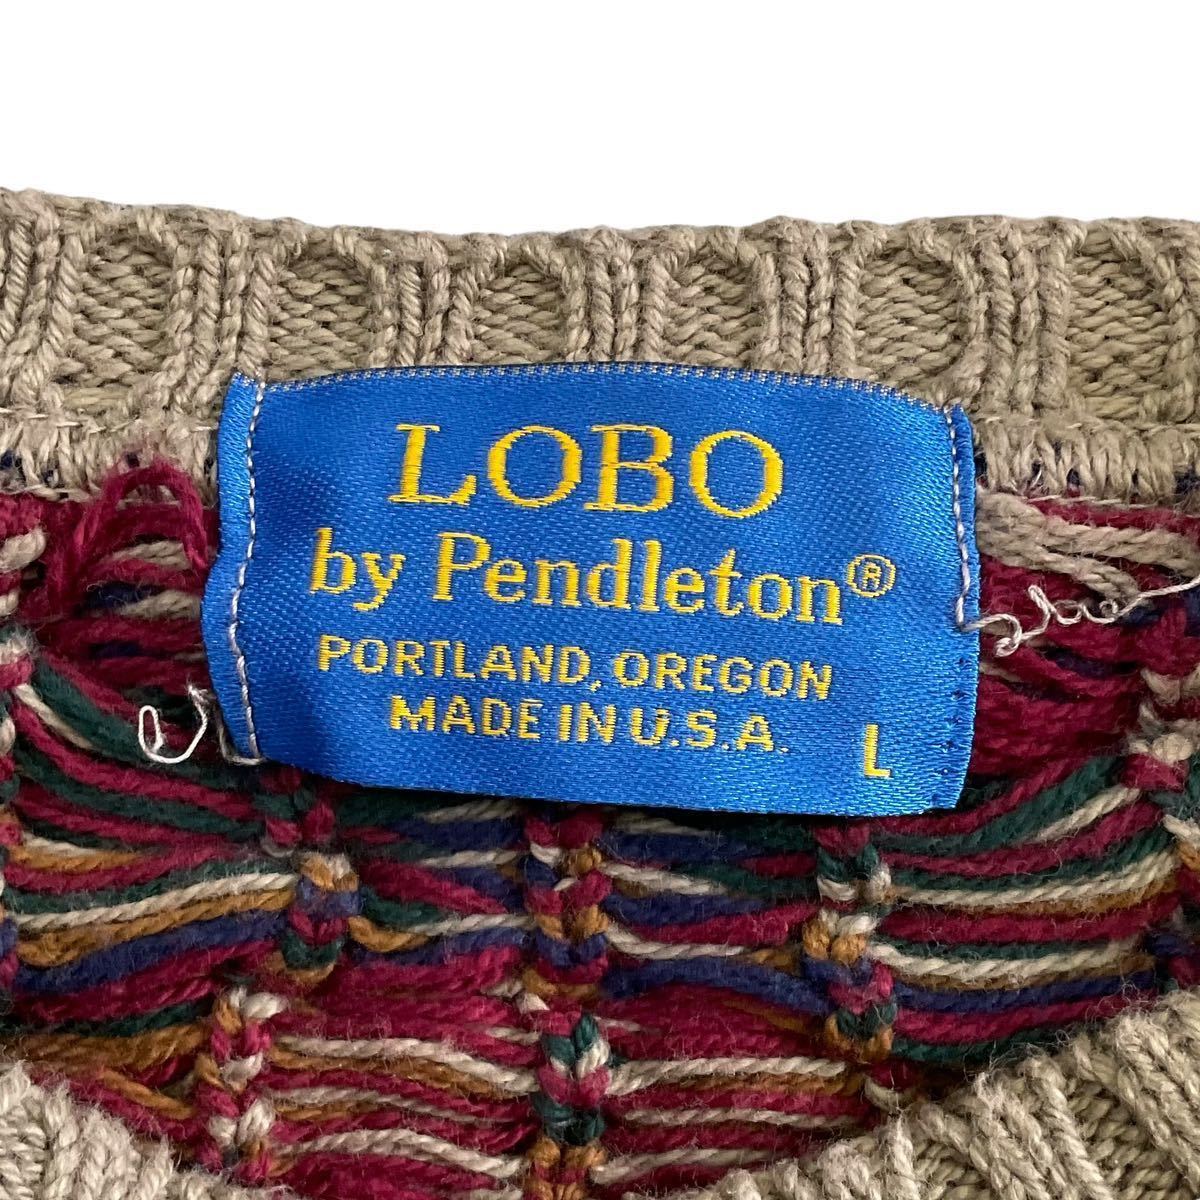 LOBO
by Pendleton®
PORTLAND, OREGON
MADE IN U.S.A.
L